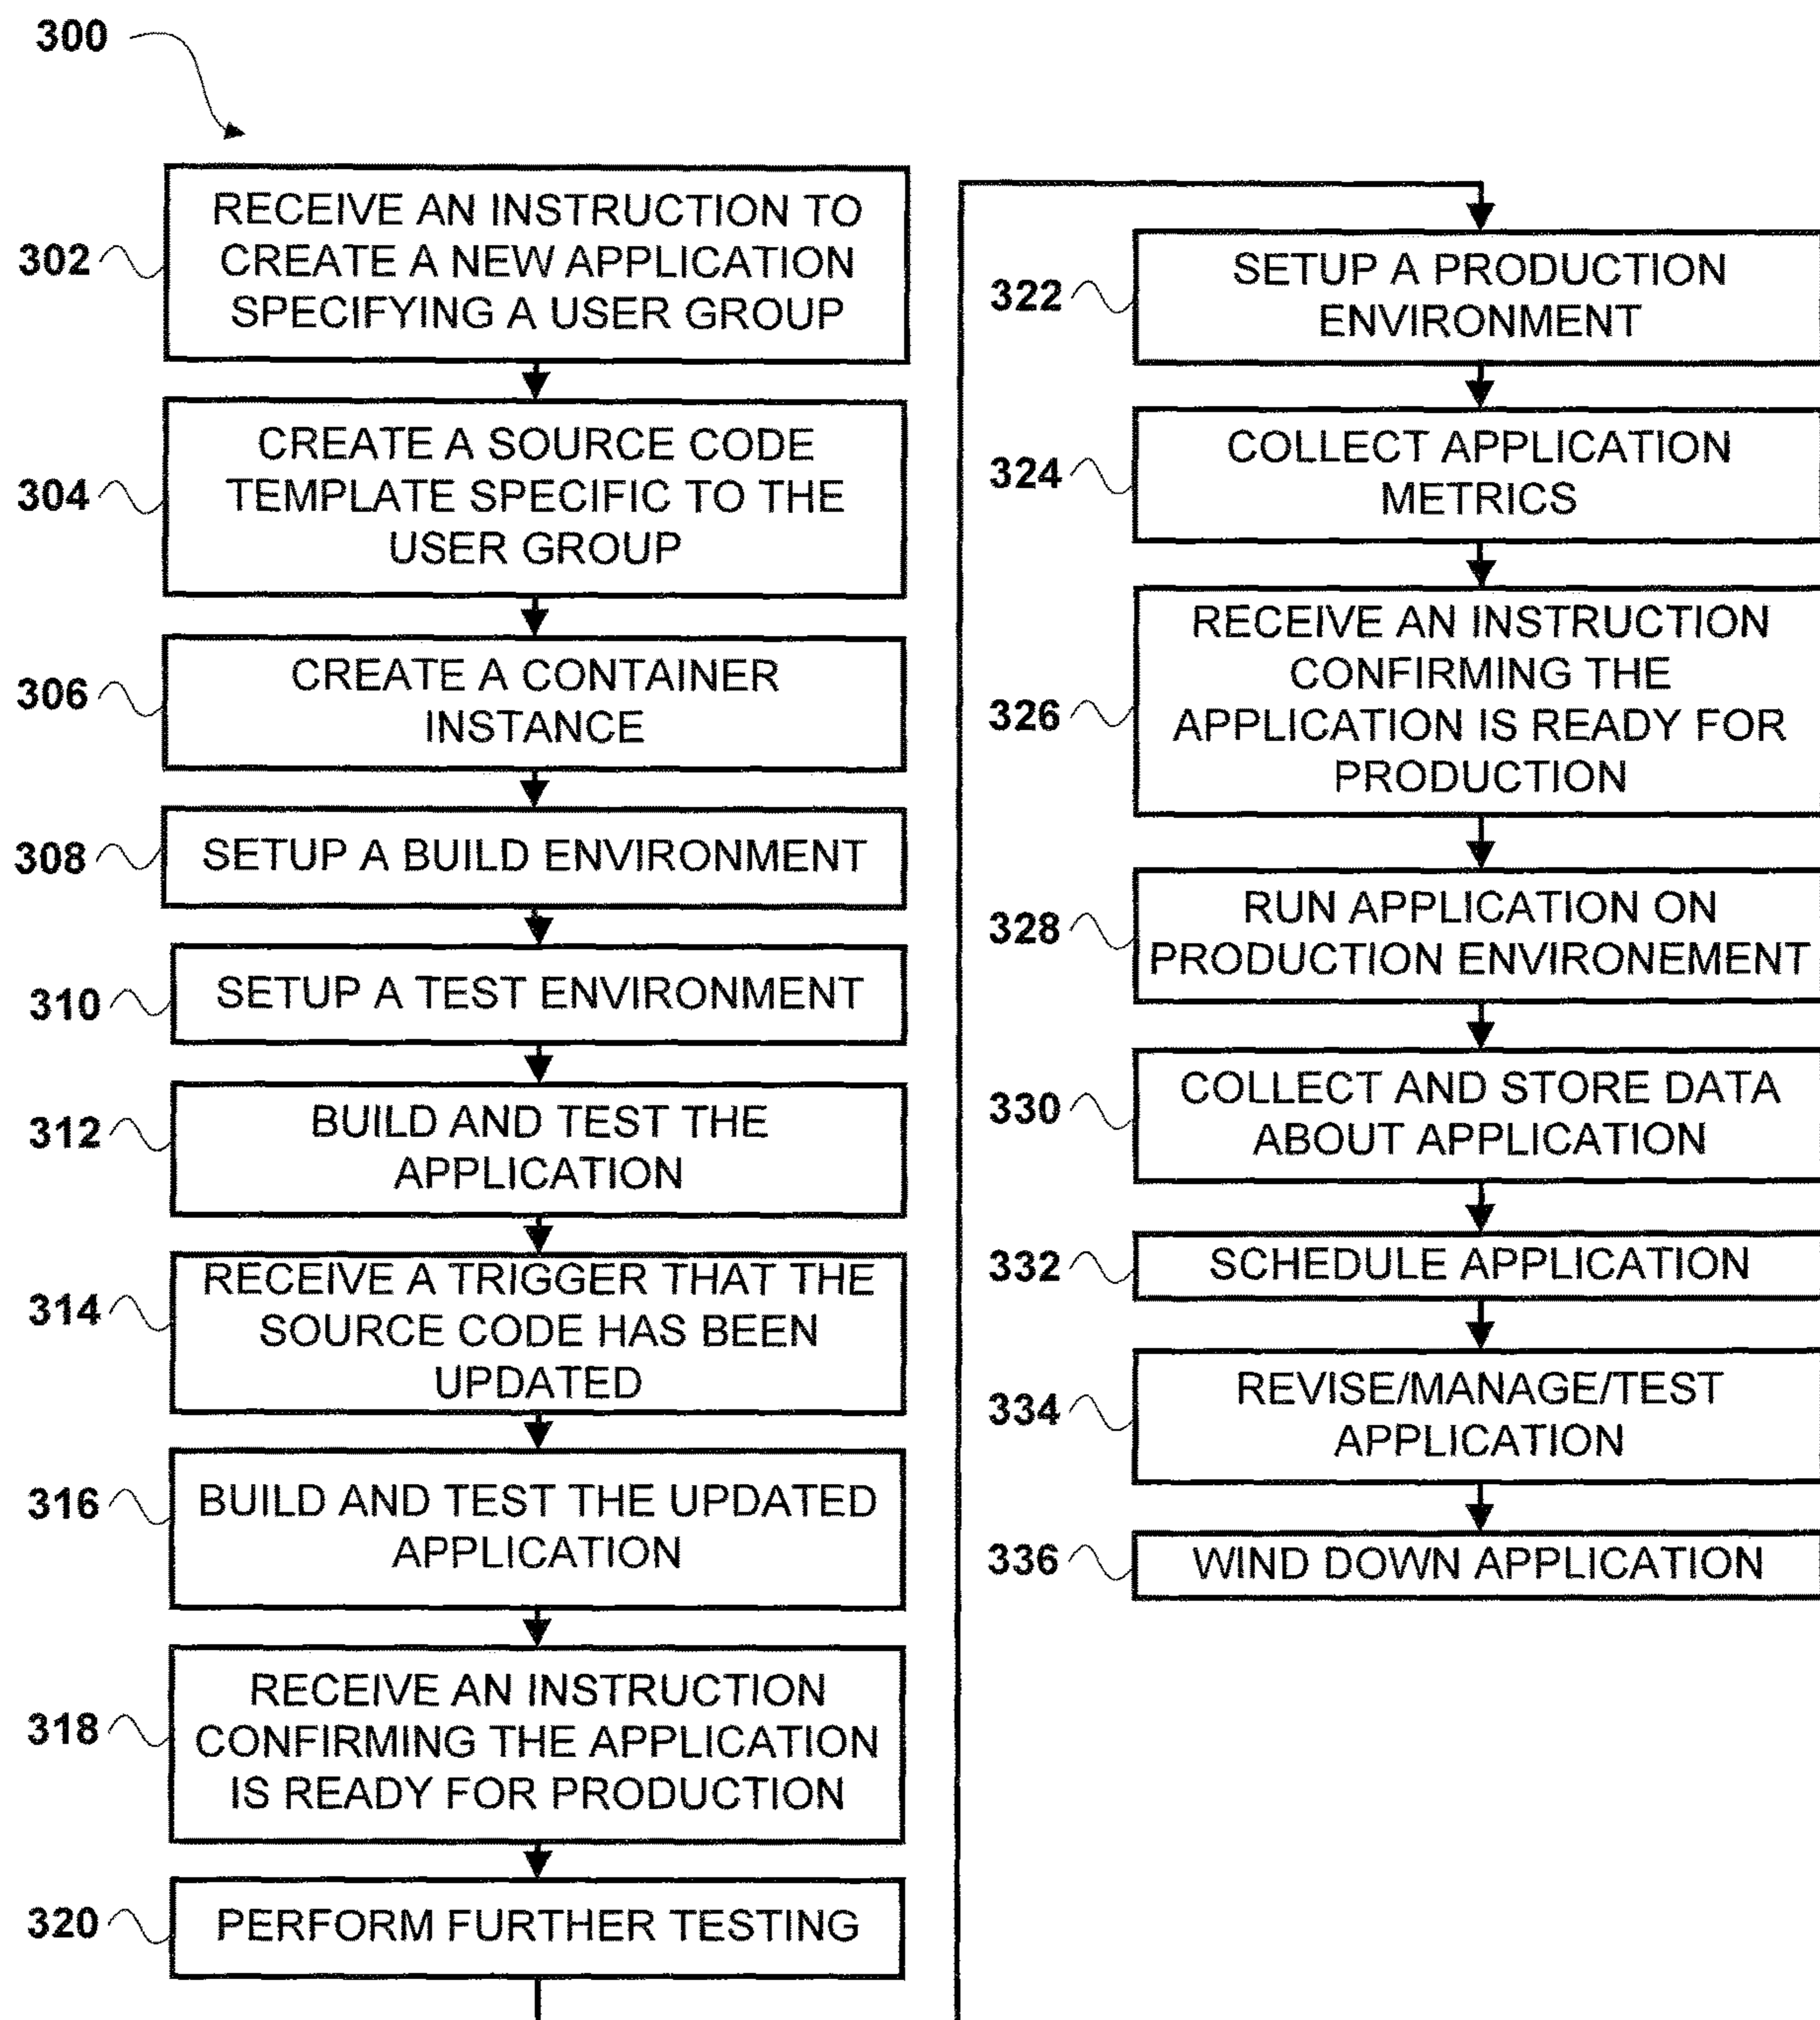 300
302
RECEIVE AN INSTRUCTION TO
CREATE A NEW APPLICATION
SPECIFYING A USER GROUP
304
CREATE A SOURCE CODE
TEMPLATE SPECIFIC TO THE
USER GROUP
306
CREATE A CONTAINER
INSTANCE
308
SETUP A BUILD ENVIRONMENT
310
SETUP A TEST ENVIRONMENT
312
BUILD AND TEST THE
APPLICATION
314
RECEIVE A TRIGGER THAT THE
SOURCE CODE HAS BEEN
UPDATED
316
BUILD AND TEST THE UPDATED
APPLICATION
318
RECEIVE AN INSTRUCTION
CONFIRMING THE APPLICATION
IS READY FOR PRODUCTION
320
PERFORM FURTHER TESTING
322
SETUP A PRODUCTION
ENVIRONMENT
324
COLLECT APPLICATION
METRICS
326
RECEIVE AN INSTRUCTION
CONFIRMING THE
APPLICATION IS READY FOR
PRODUCTION
328
RUN APPLICATION ON
PRODUCTION ENVIRONEMENT
330
COLLECT AND STORE DATA
ABOUT APPLICATION
332
SCHEDULE APPLICATION
334
REVISE/MANAGE/TEST
APPLICATION
336
WIND DOWN APPLICATION